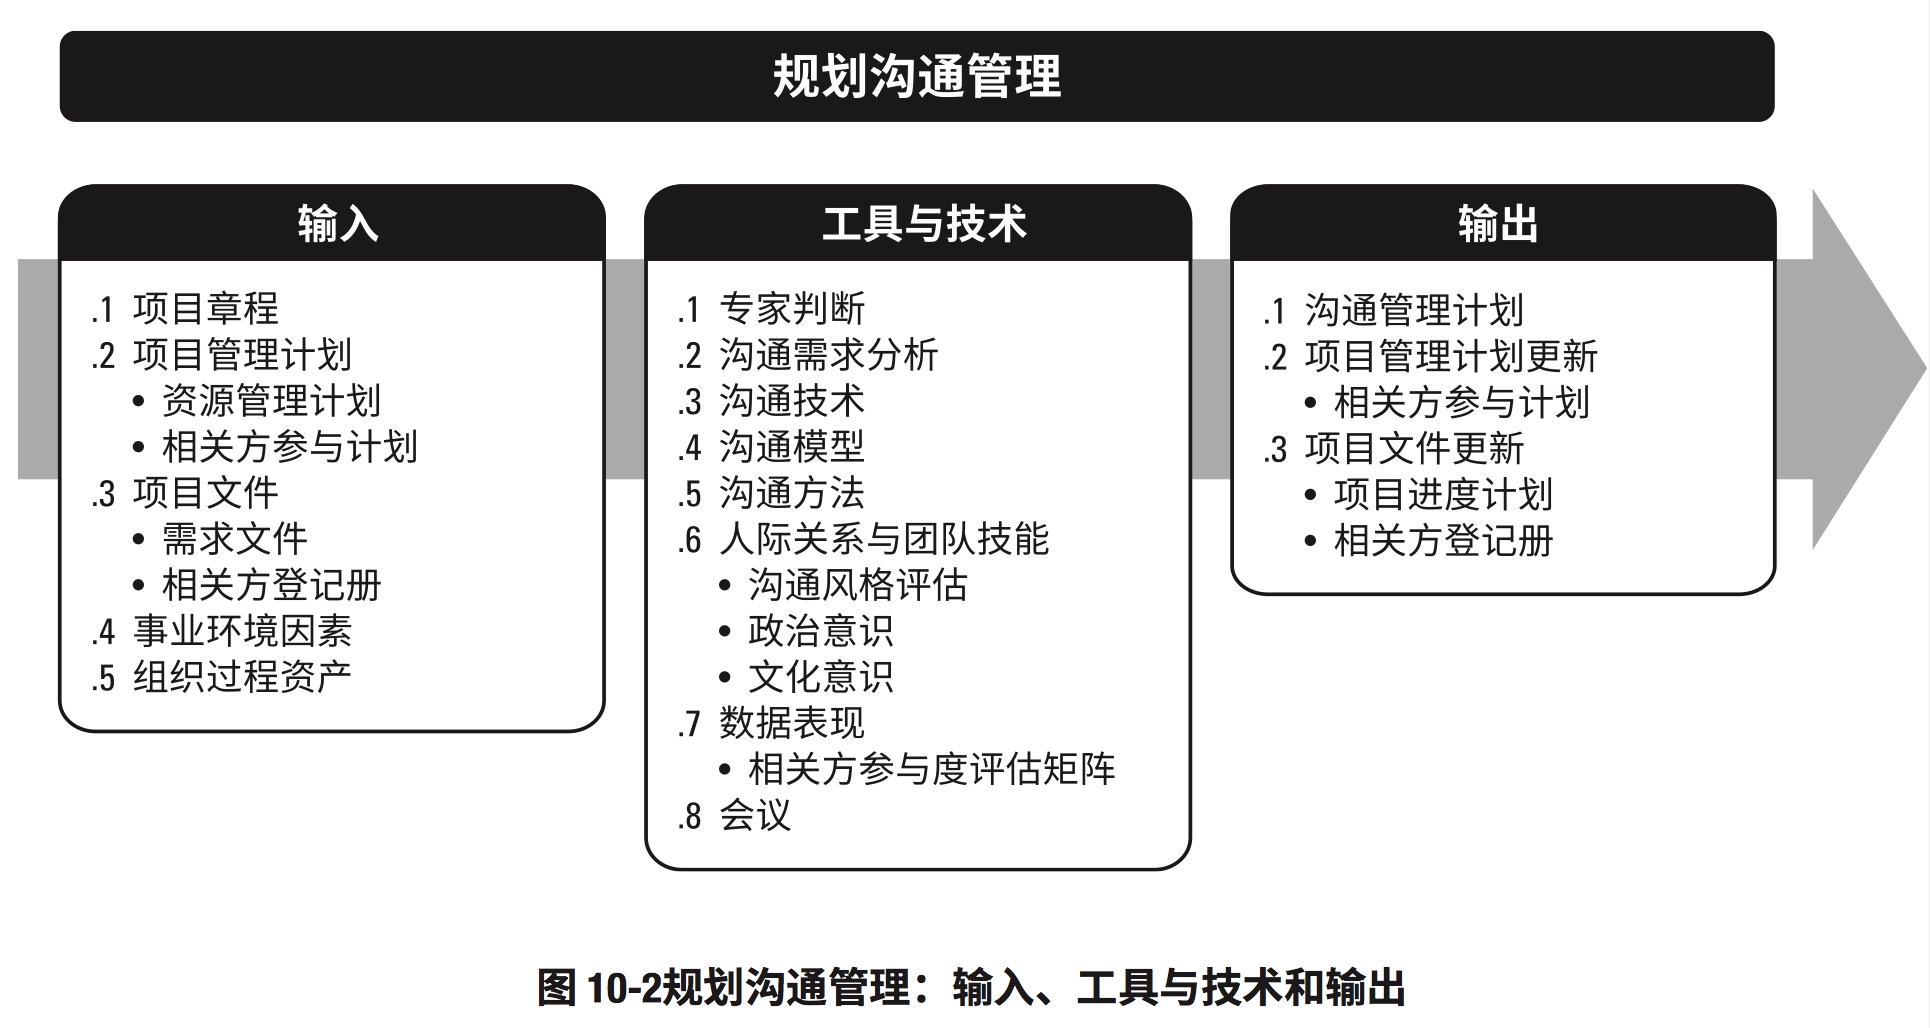 规划沟通管理
输入
.1 项目章程
.2 项目管理计划
• 资源管理计划
• 相关方参与计划
.3 项目文件
• 需求文件
• 相关方登记册
.4 事业环境因素
.5 组织过程资产
工具与技术
.1 专家判断
.2 沟通需求分析
.3 沟通技术
.4 沟通模型
.5 沟通方法
.6 人际关系与团队技能
• 沟通风格评估
• 政治意识
• 文化意识
.7 数据表现
• 相关方参与度评估矩阵
.8 会议
输出
.1 沟通管理计划
.2 项目管理计划更新
• 相关方参与计划
.3 项目文件更新
• 项目进度计划
• 相关方登记册
图 10-2规划沟通管理：输入、工具与技术和输出